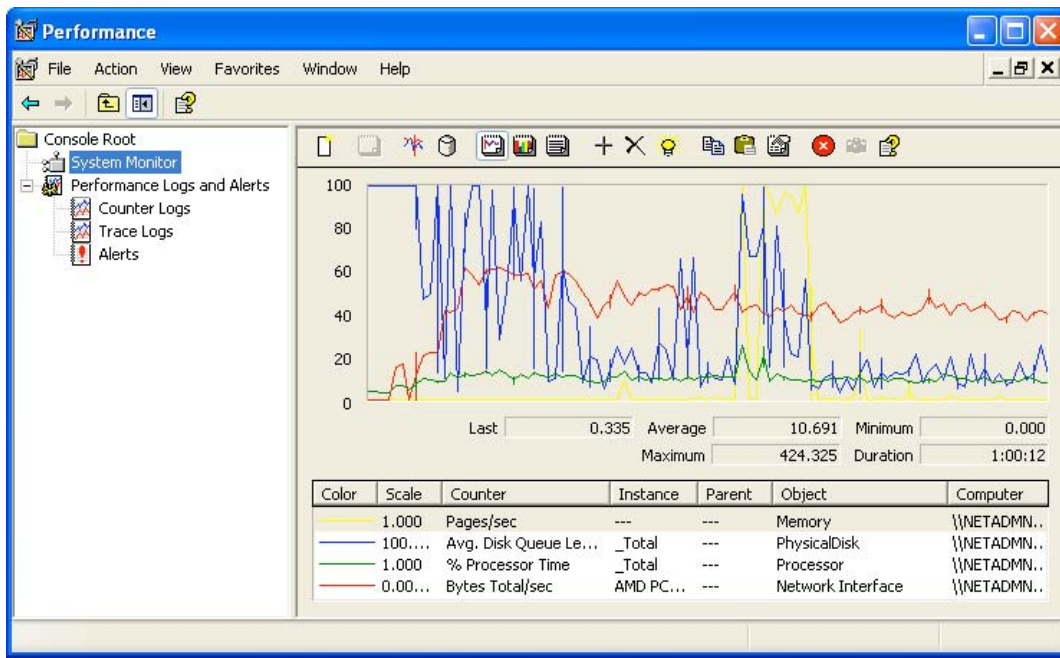 Performance
File Action View Favorites Window Help
Console Root
System Monitor
Performance Logs and Alerts
Counter Logs
Trace Logs
Alerts
100
80
60
40
20
0
Last 0.335 Average 10.691 Minimum 0.000
Maximum 424.325 Duration 1:00:12
Color Scale Counter Instance Parent Object Computer
1.000 Pages/sec --- --- Memory \\NETADMN...
100.... Avg. Disk Queue Le... _Total --- PhysicalDisk \\NETADMN...
1.000 % Processor Time _Total --- Processor \\NETADMN...
0.00... Bytes Total/sec AMD PC... --- Network Interface \\NETADMN...